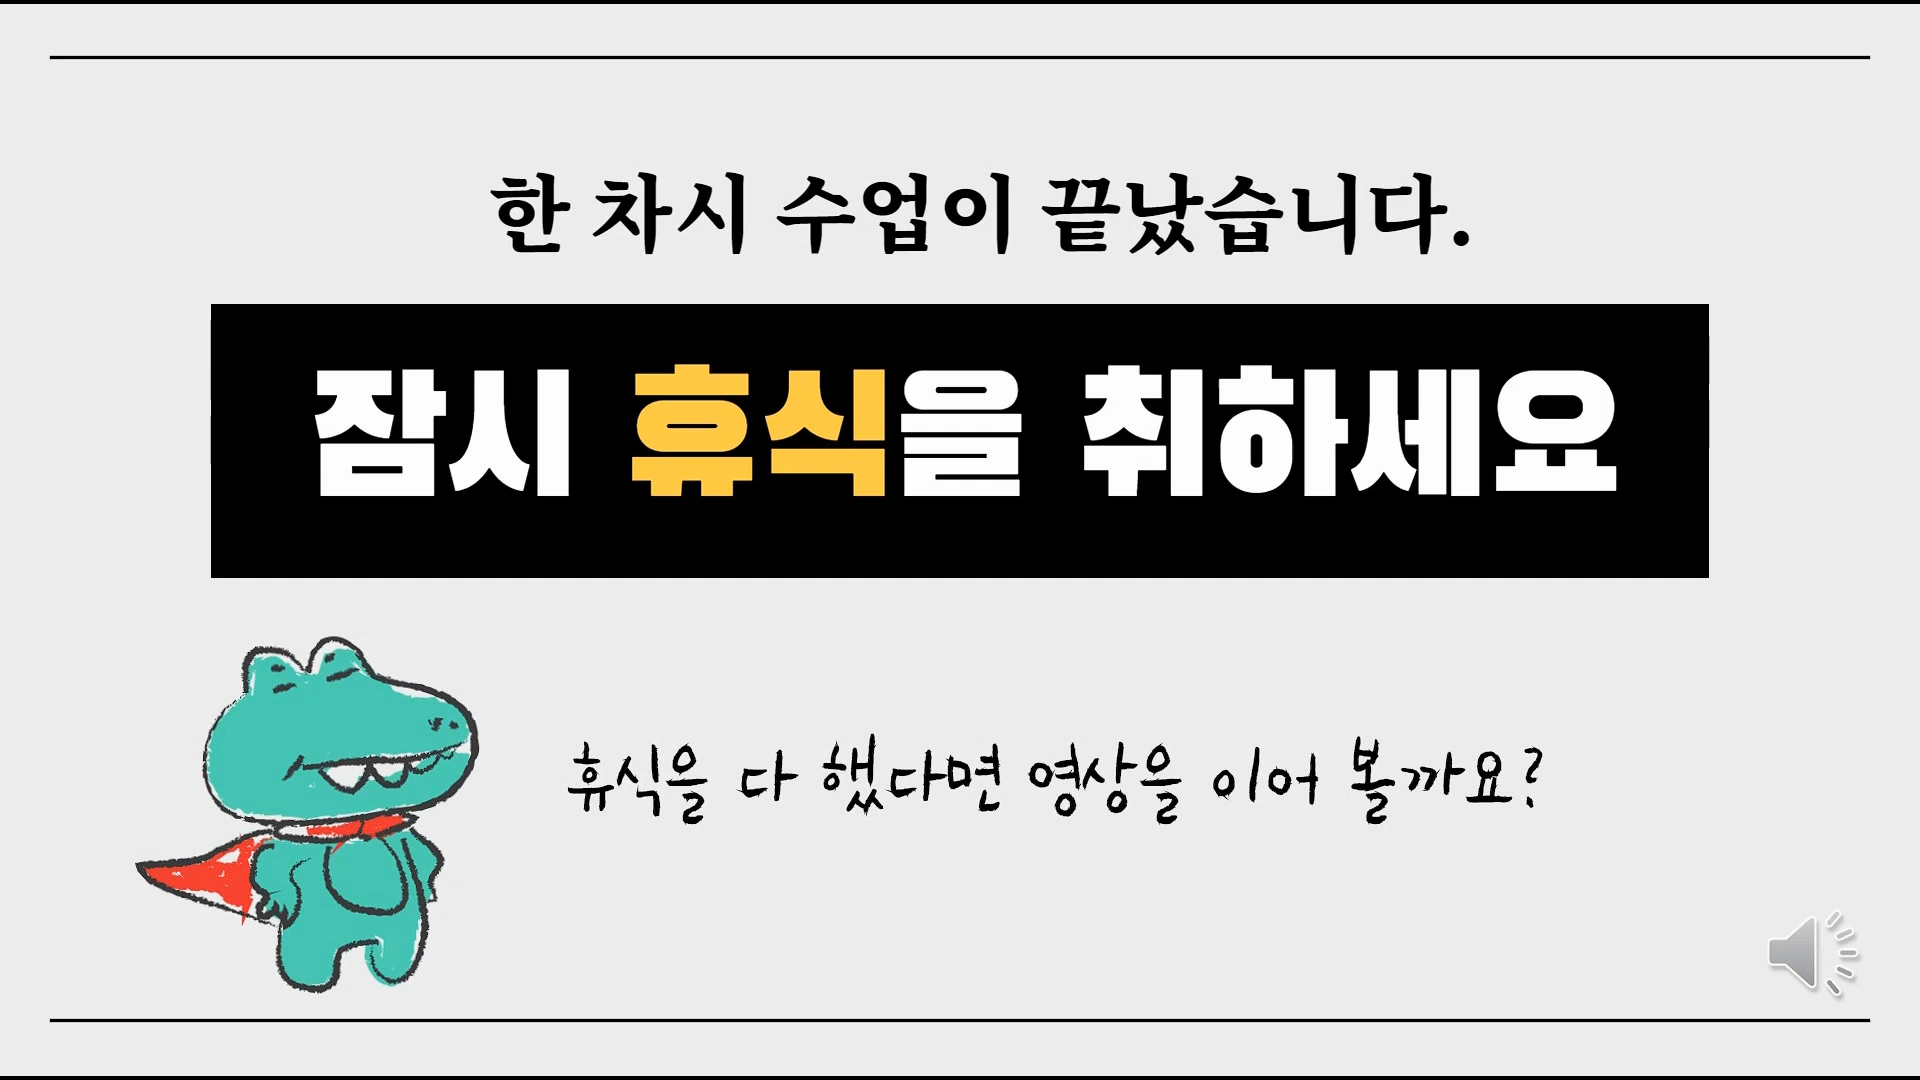 한 차시 수업이 끝났습니다.
잠시 휴식을 취하세요
휴식을 다 했다면 영상을 이어 볼까요?